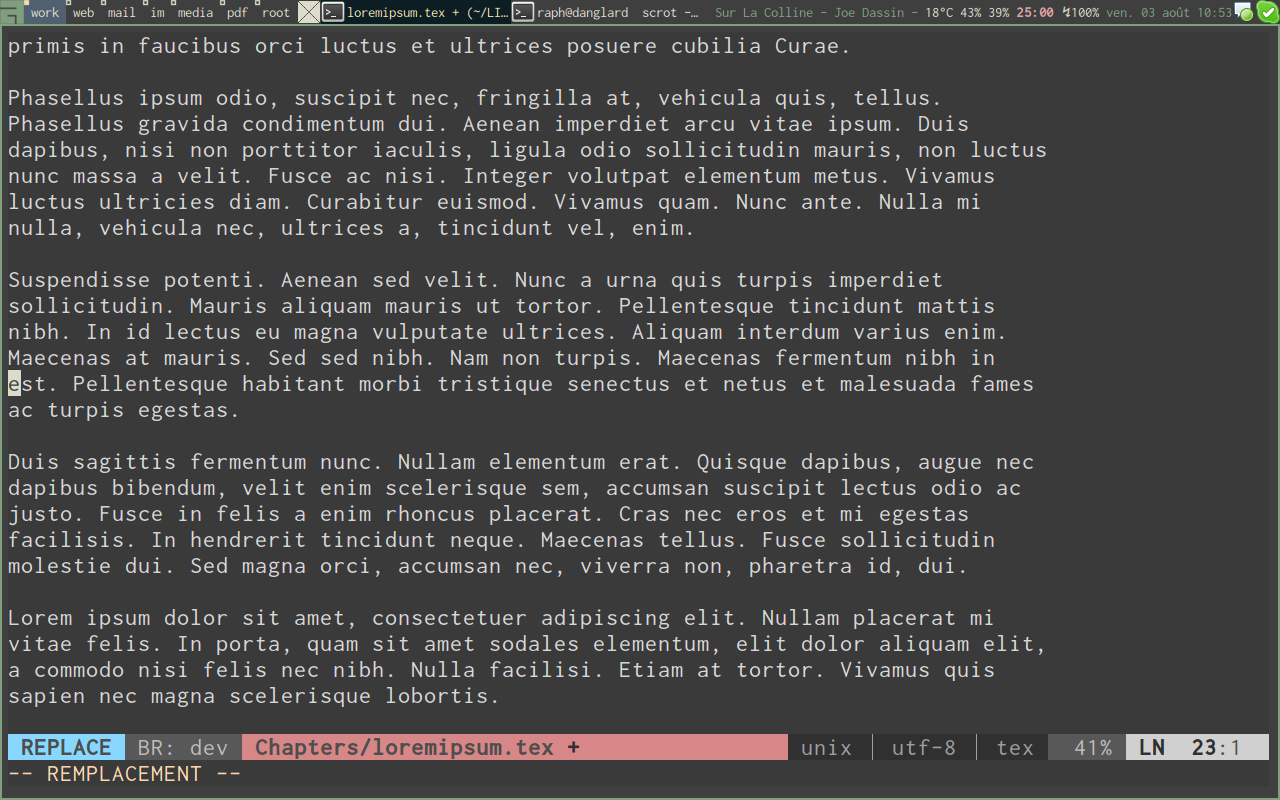 work web mail im media pdf root loremipsum.tex + (~/LI… raph@danglard scrot -… Sur La Colline - Joe Dassin - 18°C 43% 39% 25:00 ↯100% ven. 03 août 10:53
primis in faucibus orci luctus et ultrices posuere cubilia Curae.
Phasellus ipsum odio, suscipit nec, fringilla at, vehicula quis, tellus.
Phasellus gravida condimentum dui. Aenean imperdiet arcu vitae ipsum. Duis
dapibus, nisi non porttitor iaculis, ligula odio sollicitudin mauris, non luctus
nunc massa a velit. Fusce ac nisi. Integer volutpat elementum metus. Vivamus
luctus ultricies diam. Curabitur euismod. Vivamus quam. Nunc ante. Nulla mi
nulla, vehicula nec, ultrices a, tincidunt vel, enim.
Suspendisse potenti. Aenean sed velit. Nunc a urna quis turpis imperdiet
sollicitudin. Mauris aliquam mauris ut tortor. Pellentesque tincidunt mattis
nibh. In id lectus eu magna vulputate ultrices. Aliquam interdum varius enim.
Maecenas at mauris. Sed sed nibh. Nam non turpis. Maecenas fermentum nibh in
est. Pellentesque habitant morbi tristique senectus et netus et malesuada fames
ac turpis egestas.
Duis sagittis fermentum nunc. Nullam elementum erat. Quisque dapibus, augue nec
dapibus bibendum, velit enim scelerisque sem, accumsan suscipit lectus odio ac
justo. Fusce in felis a enim rhoncus placerat. Cras nec eros et mi egestas
facilisis. In hendrerit tincidunt neque. Maecenas tellus. Fusce sollicitudin
molestie dui. Sed magna orci, accumsan nec, viverra non, pharetra id, dui.
Lorem ipsum dolor sit amet, consectetuer adipiscing elit. Nullam placerat mi
vitae felis. In porta, quam sit amet sodales elementum, elit dolor aliquam elit,
a commodo nisi felis nec nibh. Nulla facilisi. Etiam at tortor. Vivamus quis
sapien nec magna scelerisque lobortis.
REPLACE BR: dev Chapters/loremipsum.tex + unix utf-8 tex 41% LN 23:1
-- REMPLACEMENT --